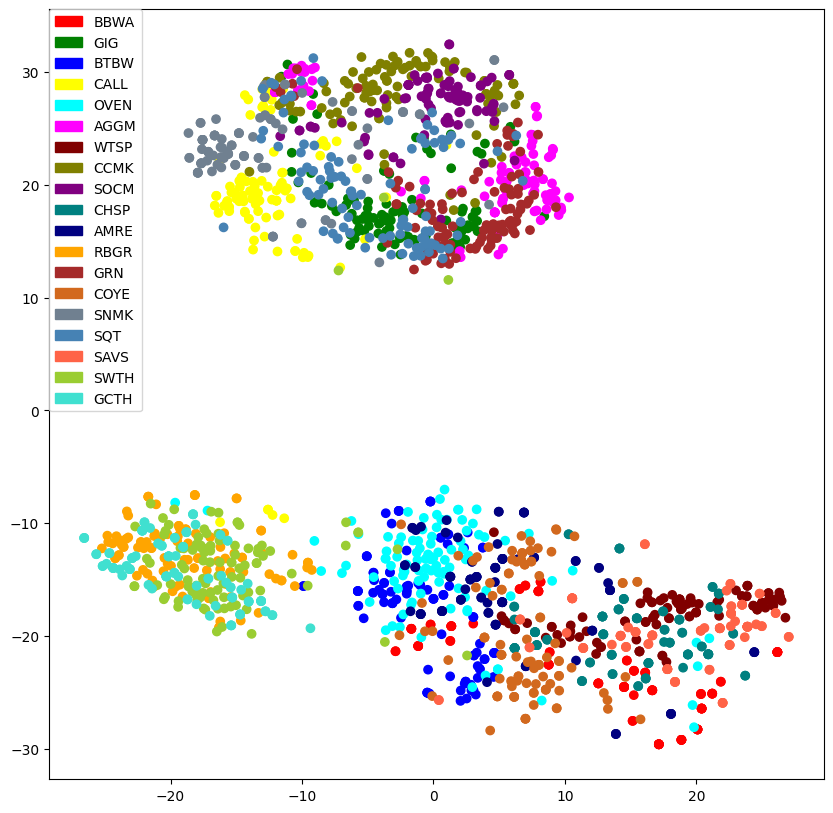 BBWA
GIG
BTBW
CALL
OVEN
AGGM
WTSP
CCMK
SOCM
CHSP
AMRE
RBGR
GRN
COYE
SNMK
SQT
SAVS
SWTH
GCTH
30
20
10
0
−10
−20
−30
−20 −10 0 10 20